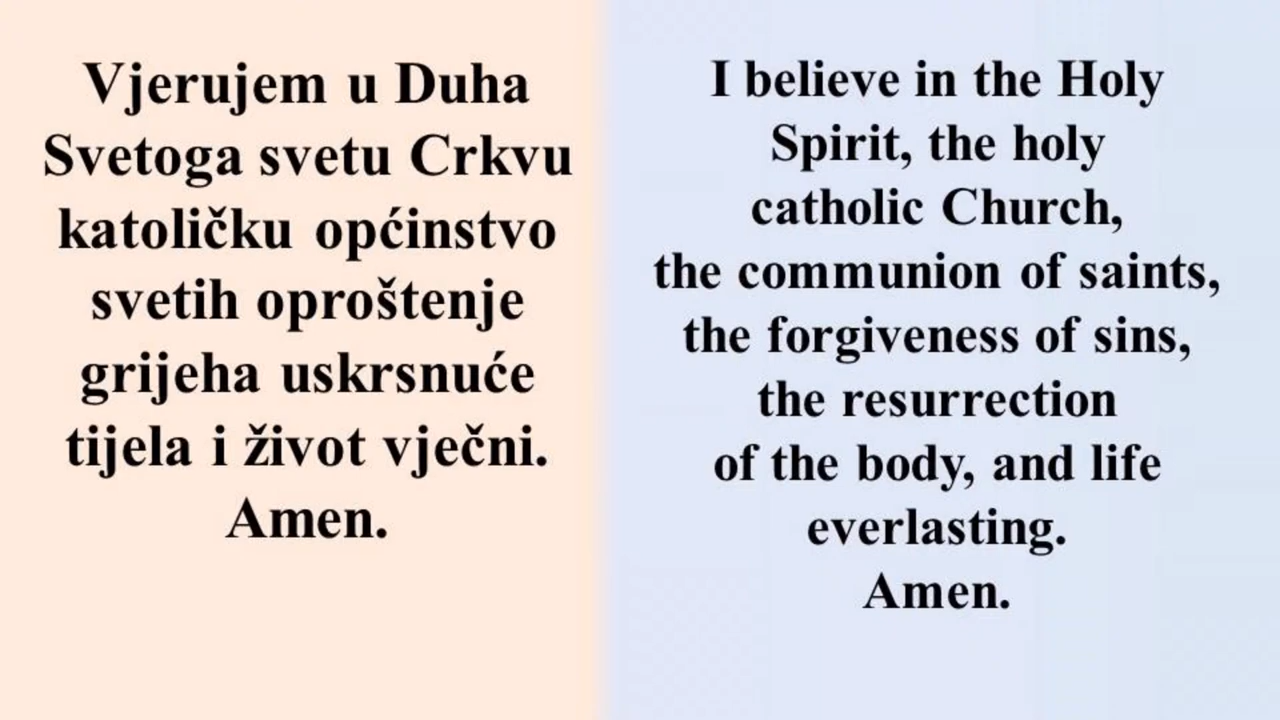 Vjerujem u Duha
Svetoga svetu Crkvu
katoličku općinstvo
svetih oproštenje
grijeha uskrsnuće
tijela i život vječni.
Amen.
I believe in the Holy
Spirit, the holy
catholic Church,
the communion of saints,
the forgiveness of sins,
the resurrection
of the body, and life
everlasting.
Amen.